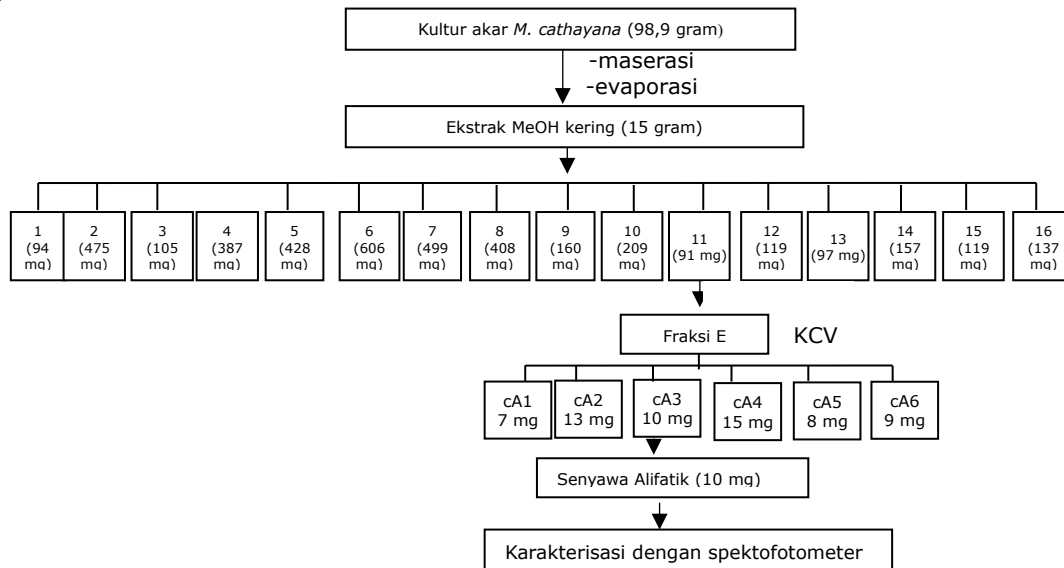 Kultur akar M. cathayana (98,9 gram)
-maserasi
-evaporasi
Ekstrak MeOH kering (15 gram)
1
(94
mg)
2
(475
mg)
3
(105
mg)
4
(387
mg)
5
(428
mg)
6
(606
mg)
7
(499
mg)
8
(408
mg)
9
(160
mg)
10
(209
mg)
11
(91 mg)
12
(119
mg)
13
(97 mg)
14
(157
mg)
15
(119
mg)
16
(137
mg)
Fraksi E
KCV
cA1
7 mg
cA2
13 mg
cA3
10 mg
cA4
15 mg
cA5
8 mg
cA6
9 mg
Senyawa Alifatik (10 mg)
Karakterisasi dengan spektofotometer